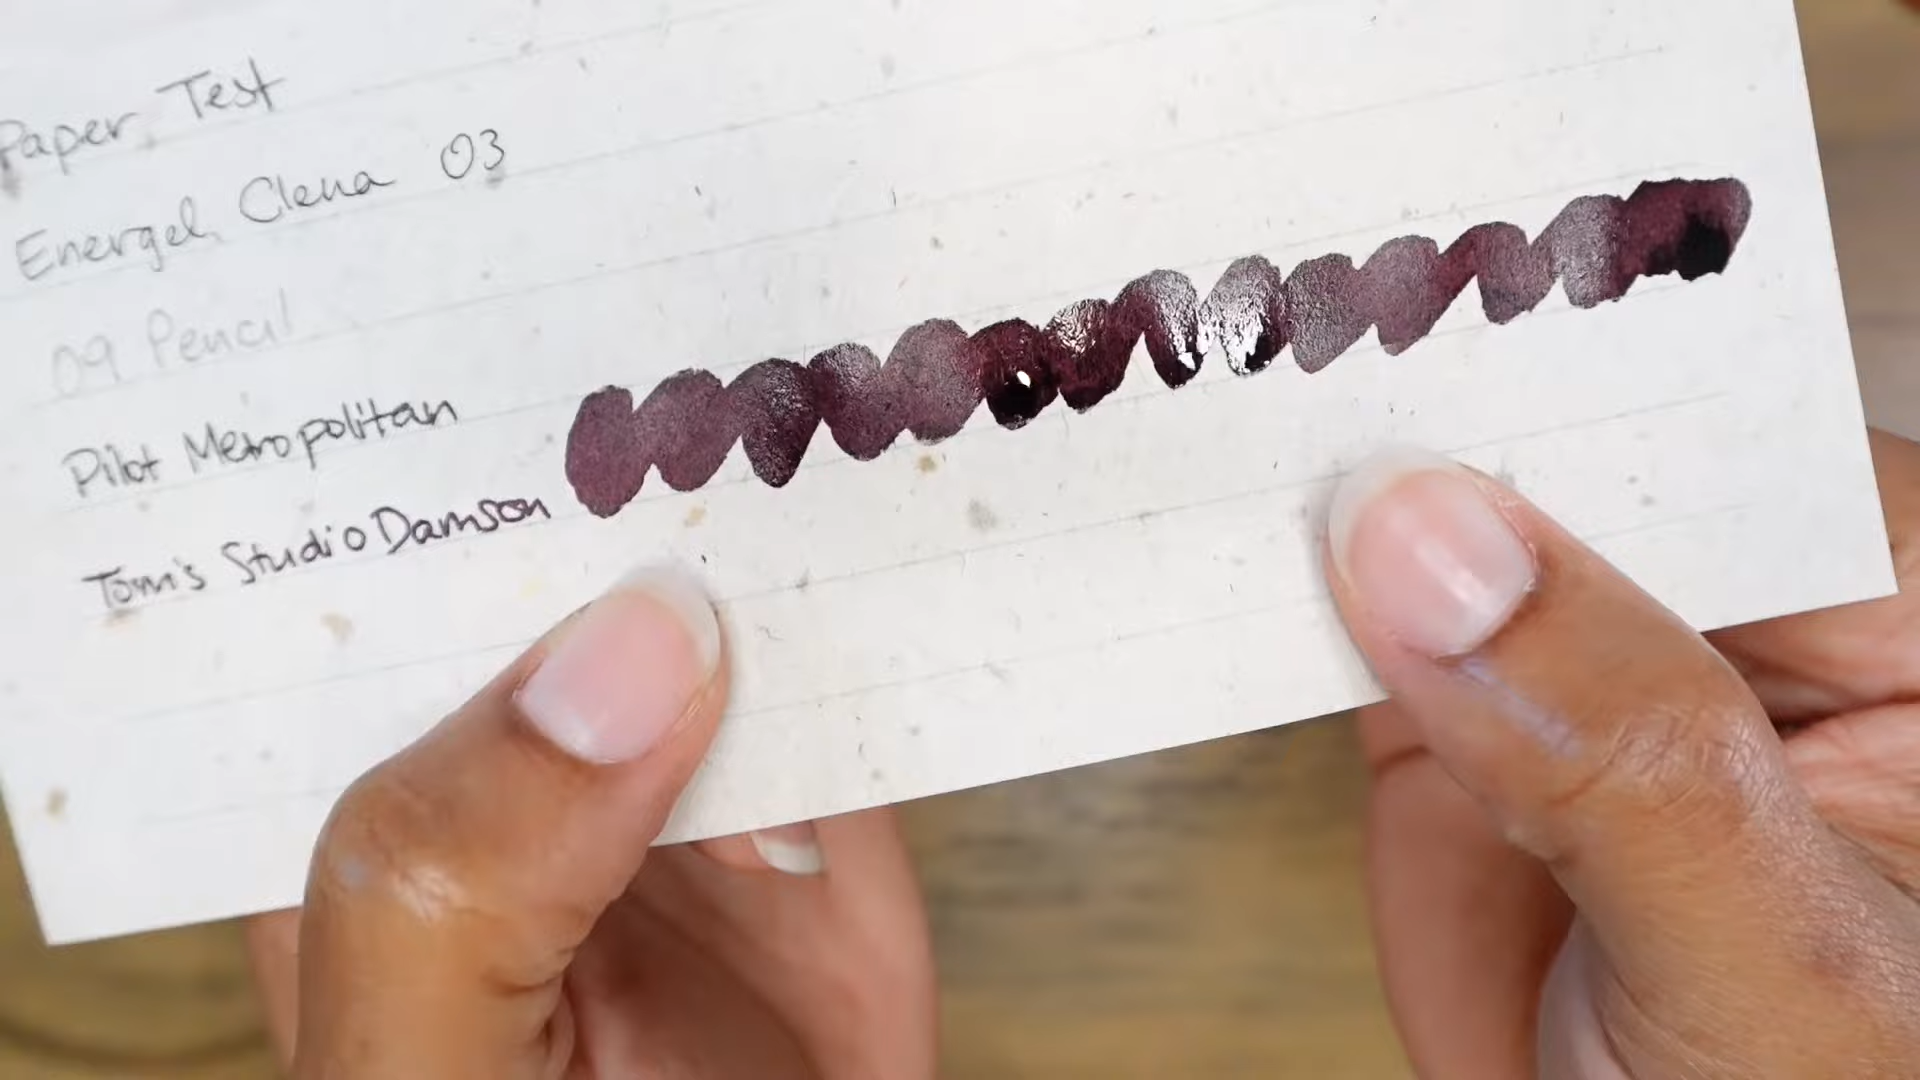 Paper Test
Energel Clena 03
09 Pencil
Pilot Metropolitan
Tom's Studio Damson